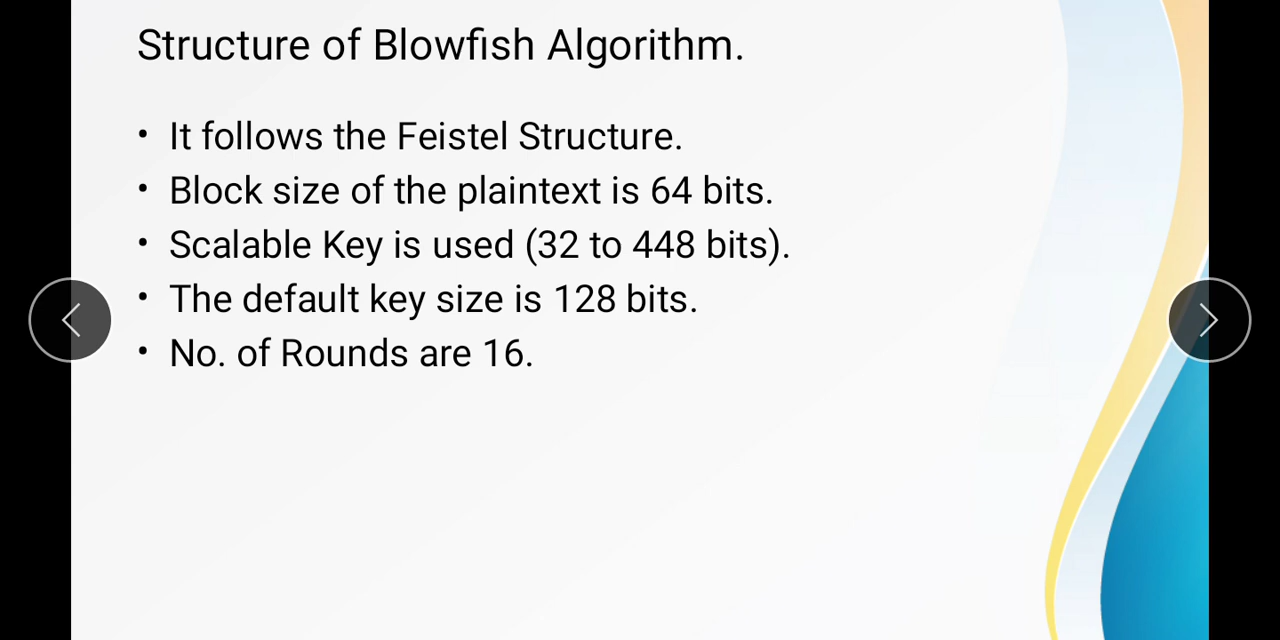 Structure of Blowfish Algorithm.
• It follows the Feistel Structure.
• Block size of the plaintext is 64 bits.
• Scalable Key is used (32 to 448 bits).
• The default key size is 128 bits.
• No. of Rounds are 16.